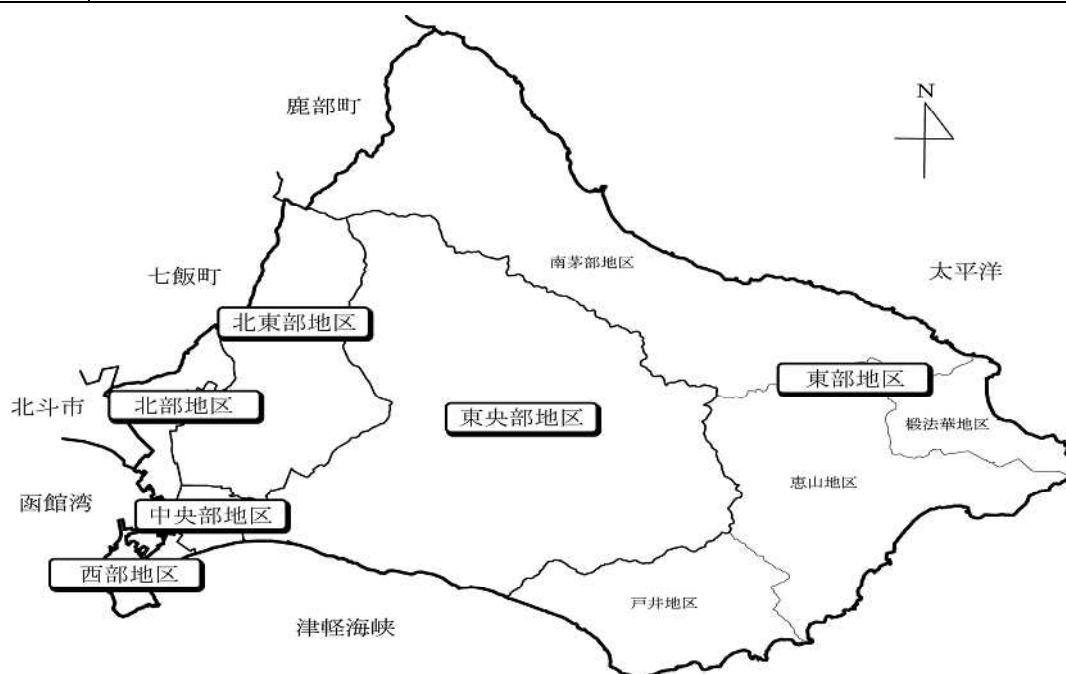 N
鹿部町
南茅部地区
太平洋
七飯町
北東部地区
東部地区
北斗市
北部地区
東央部地区
椴法華地区
恵山地区
函館湾
中央部地区
西部地区
戸井地区
津軽海峡